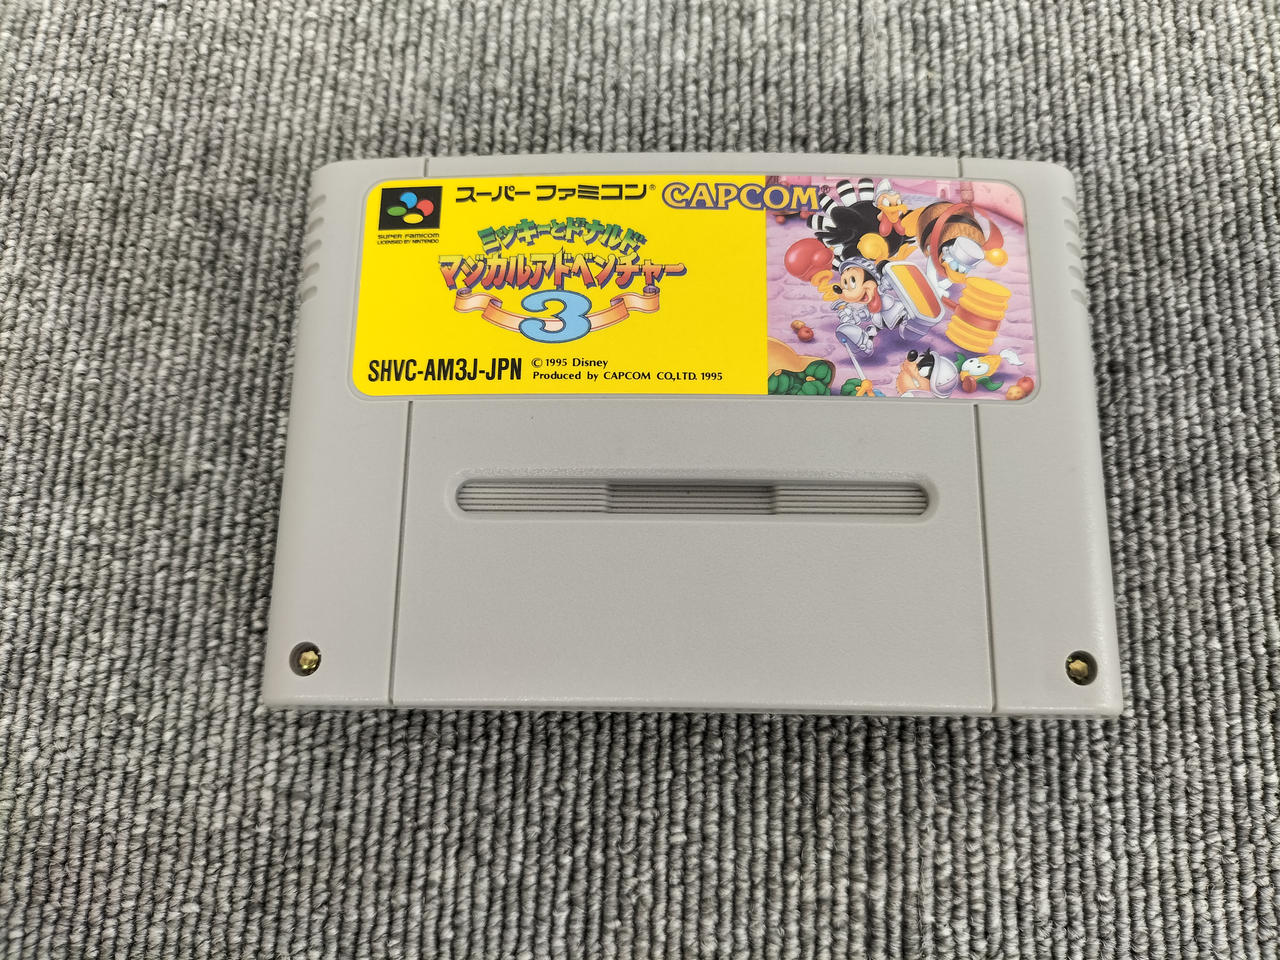 スーパーファミコン®
CAPCOM®
SUPER FAMICOM
LICENSED BY NINTENDO
ミッキーとドナルド
マジカルアドベンチャー
3
SHVC-AM3J-JPN
© 1995 Disney
Produced by CAPCOM CO.,LTD. 1995